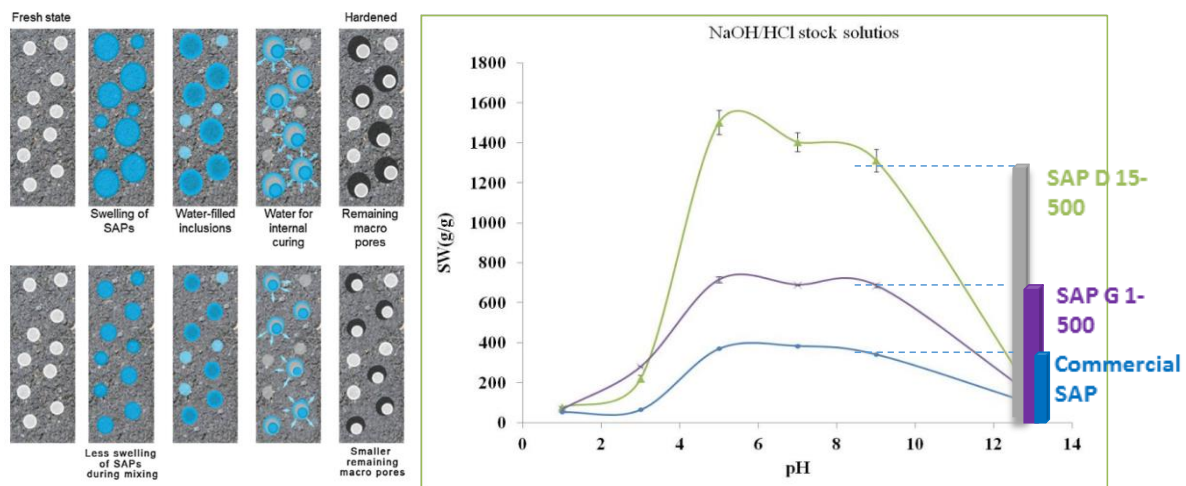 Fresh state
Hardened
Swelling of
SAPs
Water-filled
inclusions
Water for
internal
curing
Remaining
macro
pores
Less swelling
of SAPs
during mixing
Smaller
remaining
macro pores
NaOH/HCl stock solutios
SW(g/g)
1800
1600
1400
1200
1000
800
600
400
200
0
0 2 4 6 8 10 12 14
pH
SAP D 15-
500
SAP G 1-
500
Commercial
SAP